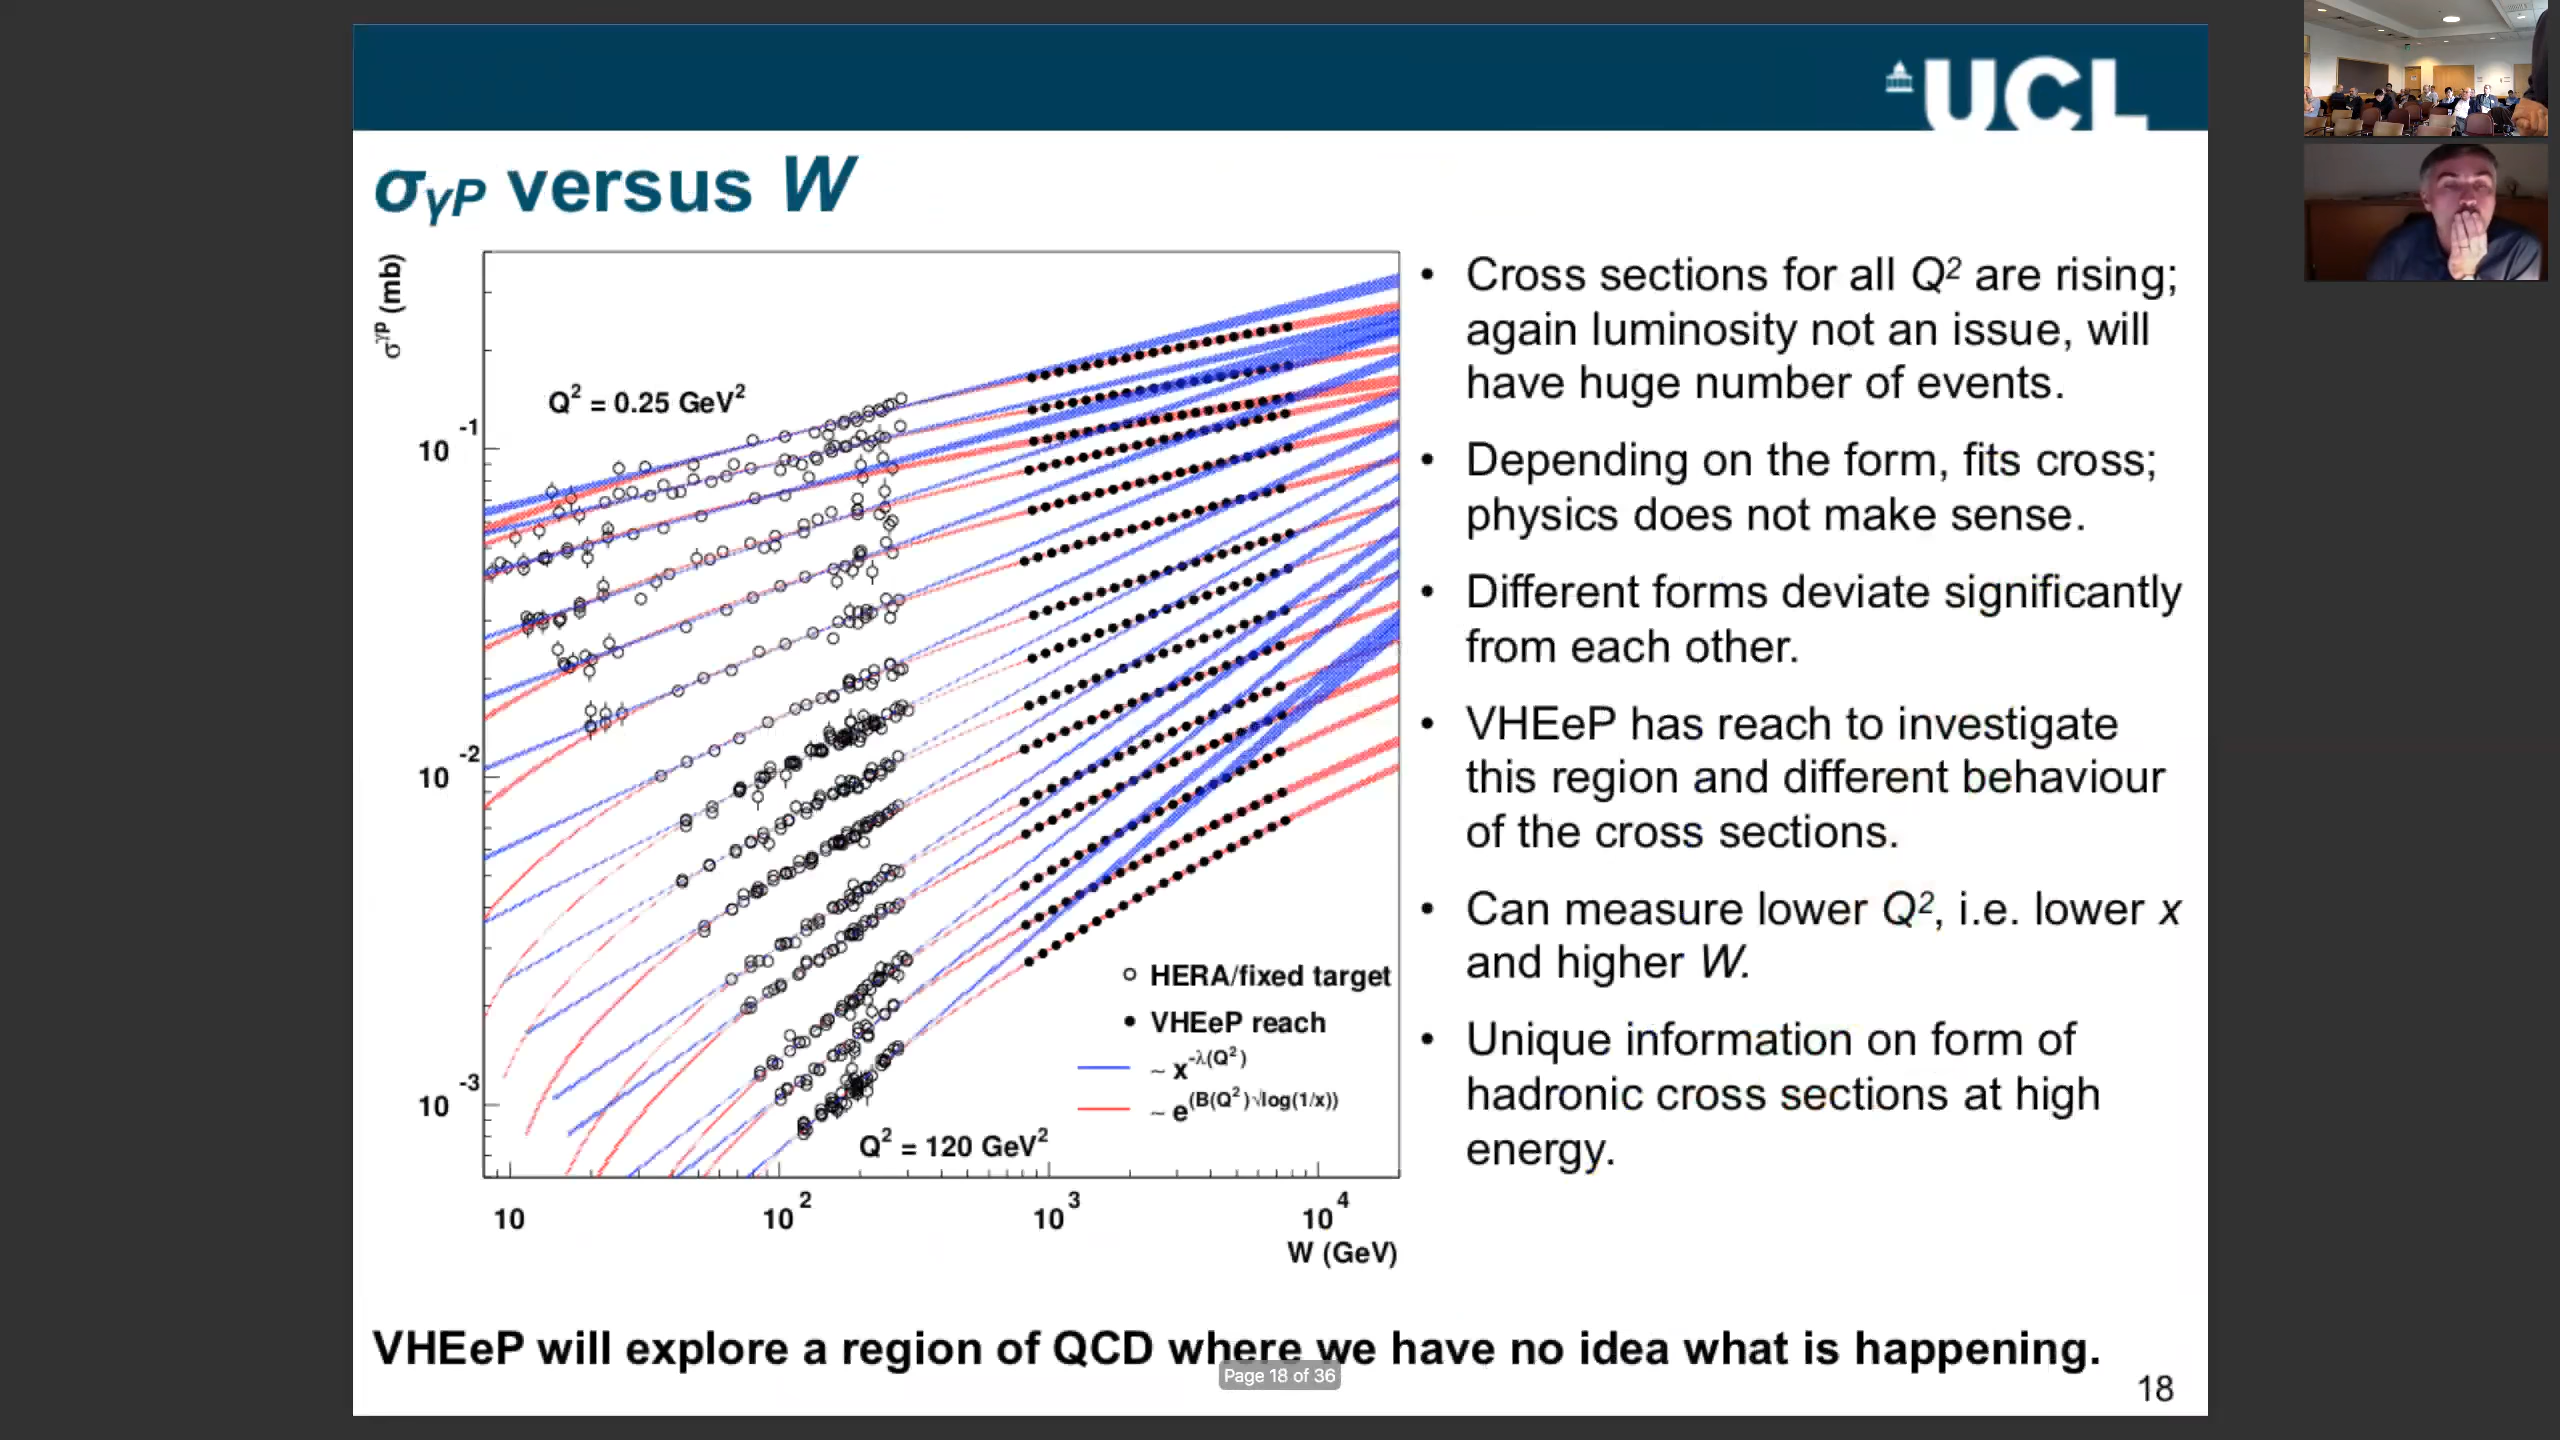 UCL
σγP versus W
σγp (mb)
Q2 = 0.25 GeV2
10 -1
10 -2
10 -3
HERA/fixed target
VHEeP reach
~ x-λ(Q2)
~ e(B(Q2)√log(1/x))
Q2 = 120 GeV2
10 10 2 10 3 10 4
W (GeV)
• Cross sections for all Q2 are rising;
again luminosity not an issue, will
have huge number of events.
• Depending on the form, fits cross;
physics does not make sense.
• Different forms deviate significantly
from each other.
• VHEeP has reach to investigate
this region and different behaviour
of the cross sections.
• Can measure lower Q2, i.e. lower x
and higher W.
• Unique information on form of
hadronic cross sections at high
energy.
VHEeP will explore a region of QCD where we have no idea what is happening.
Page 18 of 36
18